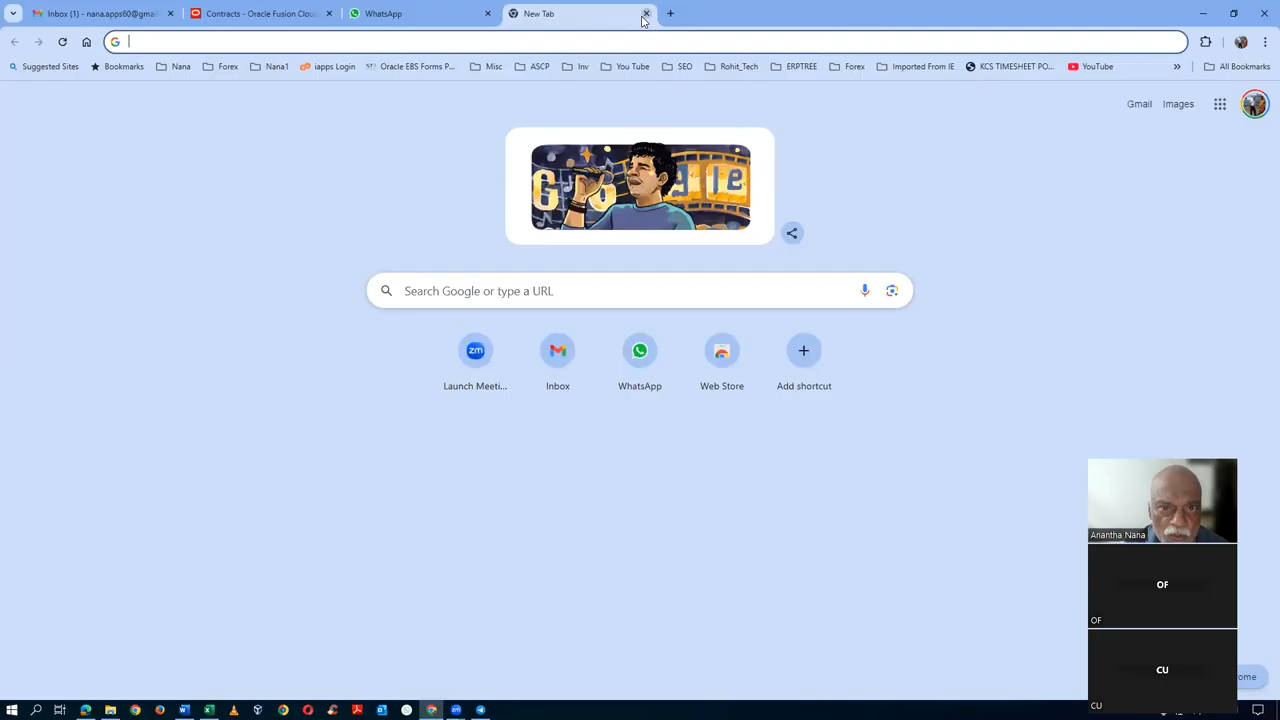 Inbox (1) - nana.apps60@gmai
Contracts - Oracle Fusion Clou
WhatsApp
New Tab
Suggested Sites
Bookmarks
Nana
Forex
Nana1
iapps Login
Oracle EBS Forms P...
Misc
ASCP
Inv
You Tube
SEO
Rohit_Tech
ERPTREE
Forex
Imported From IE
KCS TIMESHEET PO...
YouTube
»
All Bookmarks
Gmail
Images
Search Google or type a URL
zm
Launch Meeti...
Inbox
WhatsApp
Web Store
Add shortcut
Anantha Nana
OF
OF
CU
CU